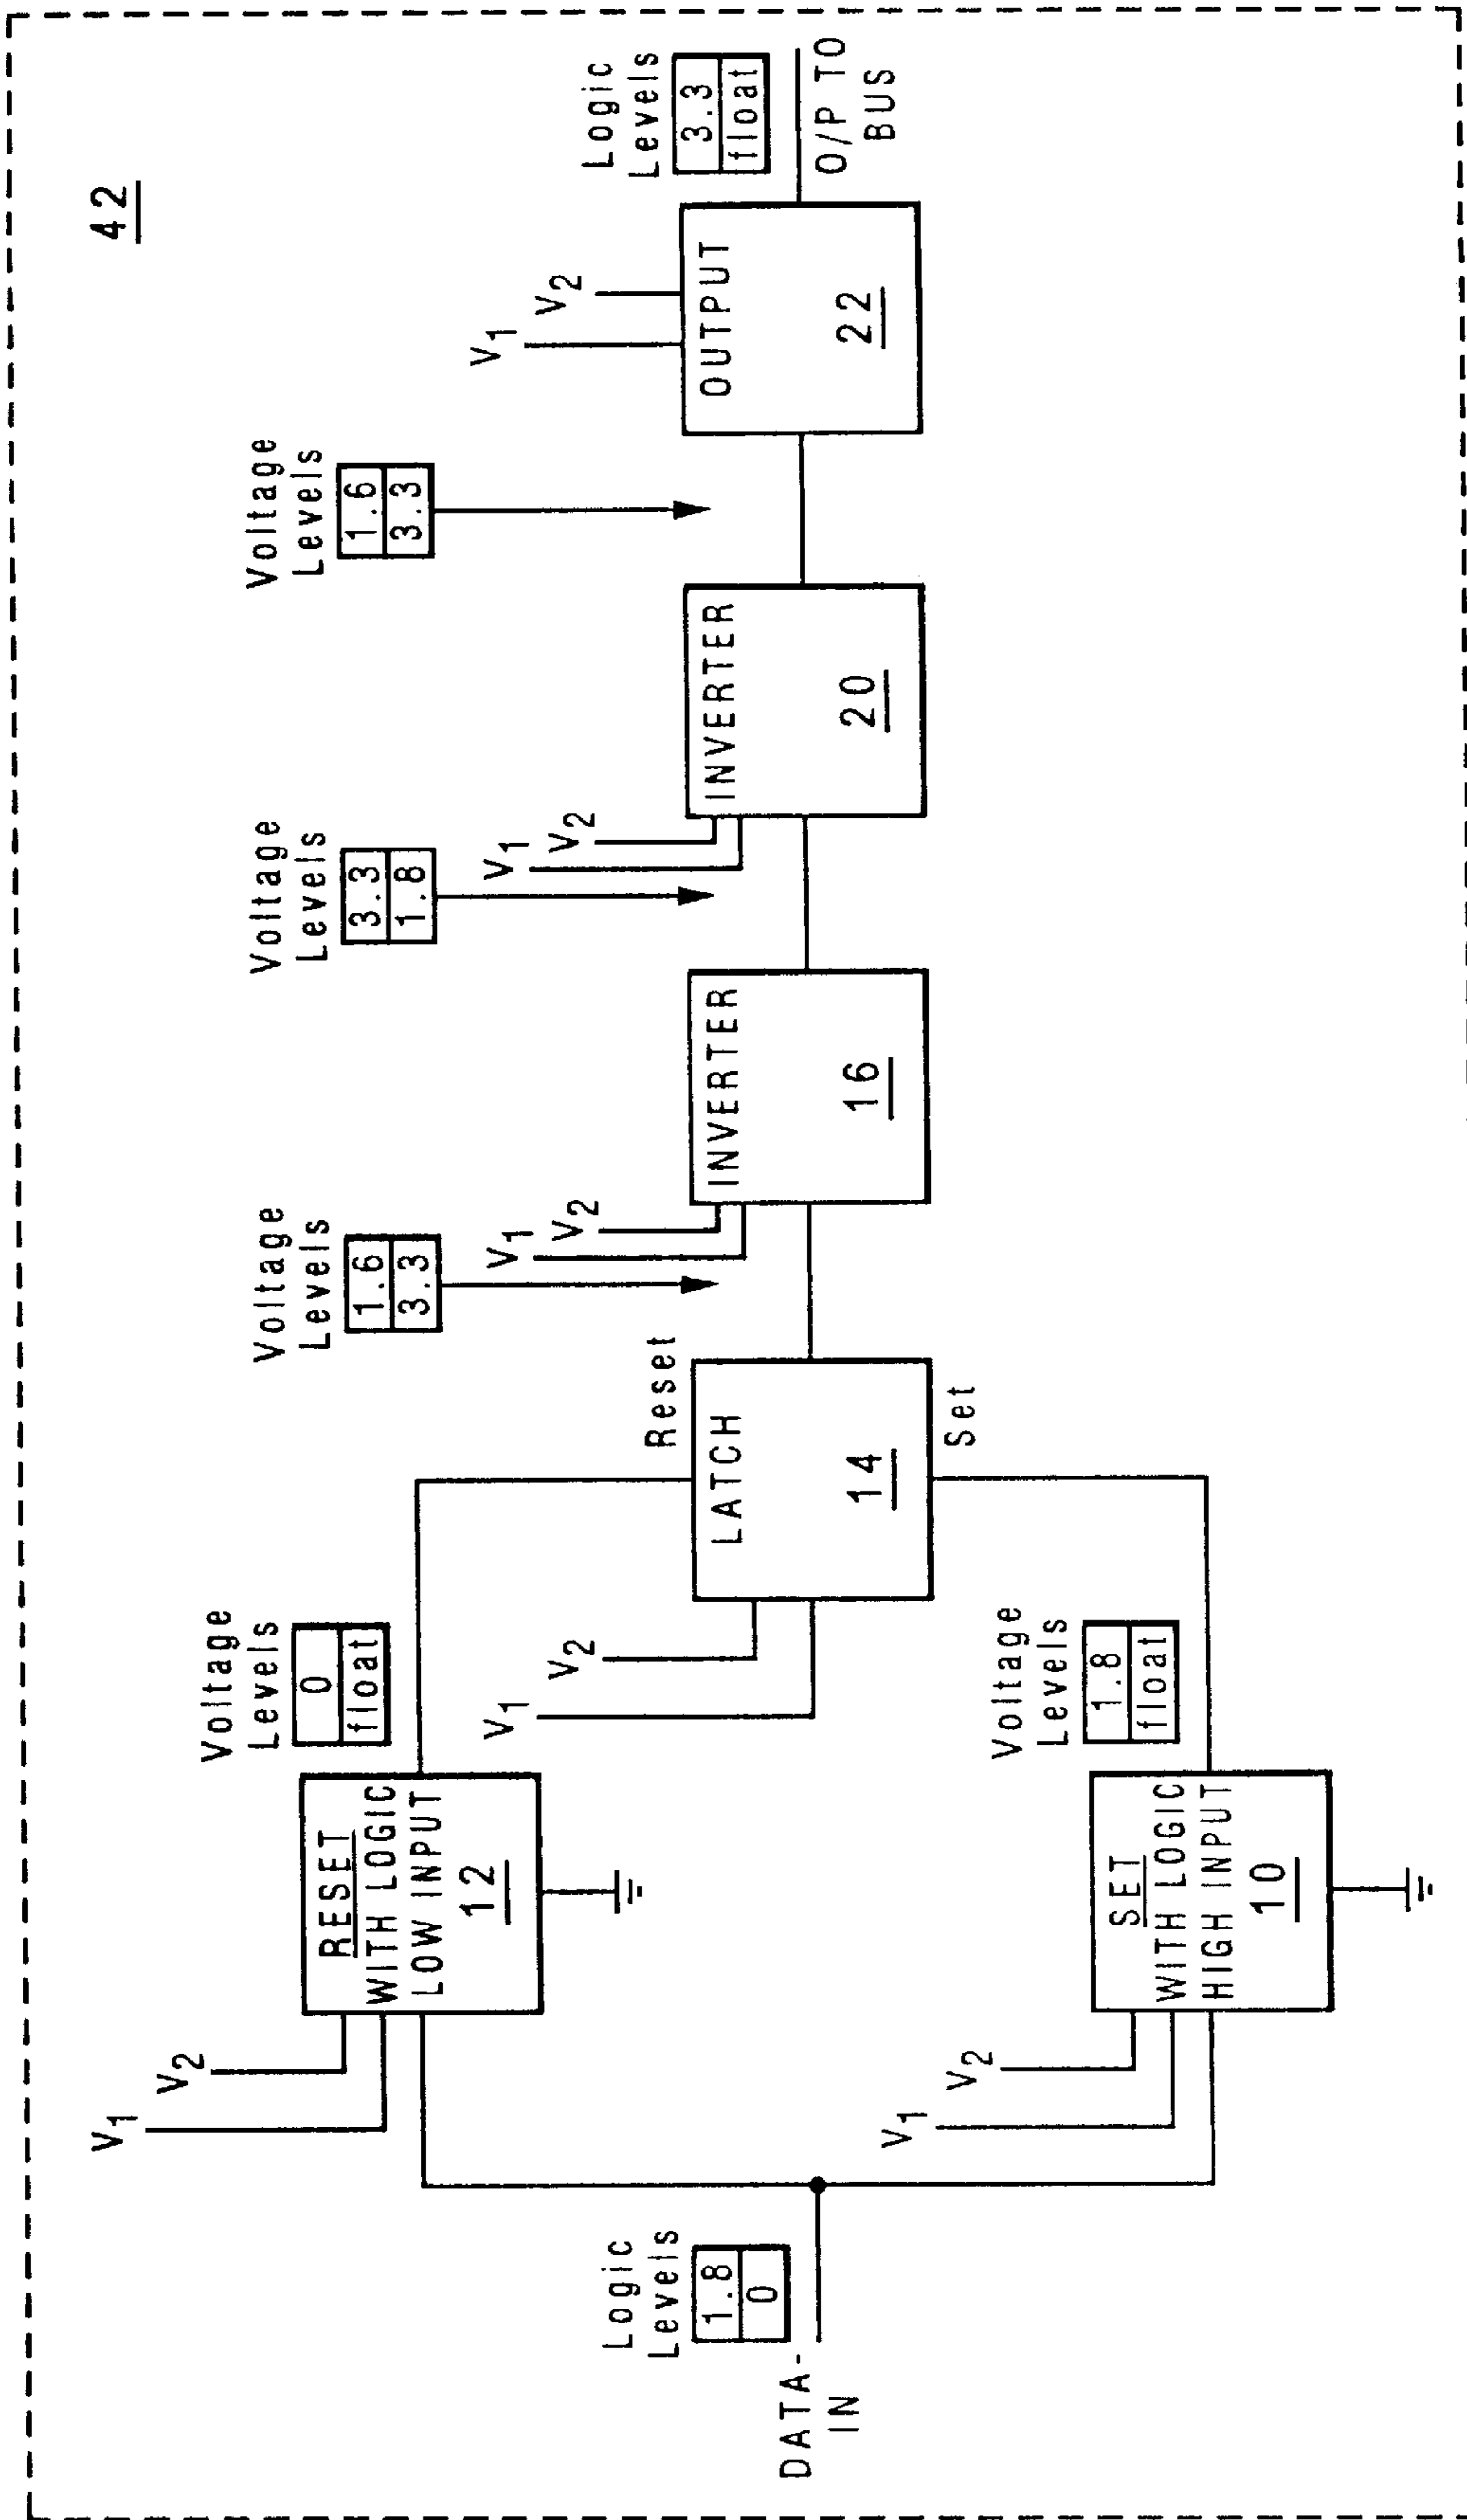 42
V1
V2
RESET
WITH LOGIC
LOW INPUT
12
Voltage
Levels
0
float
Logic
Levels
1.8
0
DATA-
IN
V1
V2
SET
WITH LOGIC
HIGH INPUT
10
Voltage
Levels
1.8
float
V1
V2
Reset
LATCH
14
Set
Voltage
Levels
1.6
3.3
V1
V2
INVERTER
16
Voltage
Levels
3.3
1.8
V1
V2
INVERTER
20
Voltage
Levels
1.6
3.3
V1
V2
OUTPUT
22
Logic
Levels
3.3
float
O/P TO
BUS